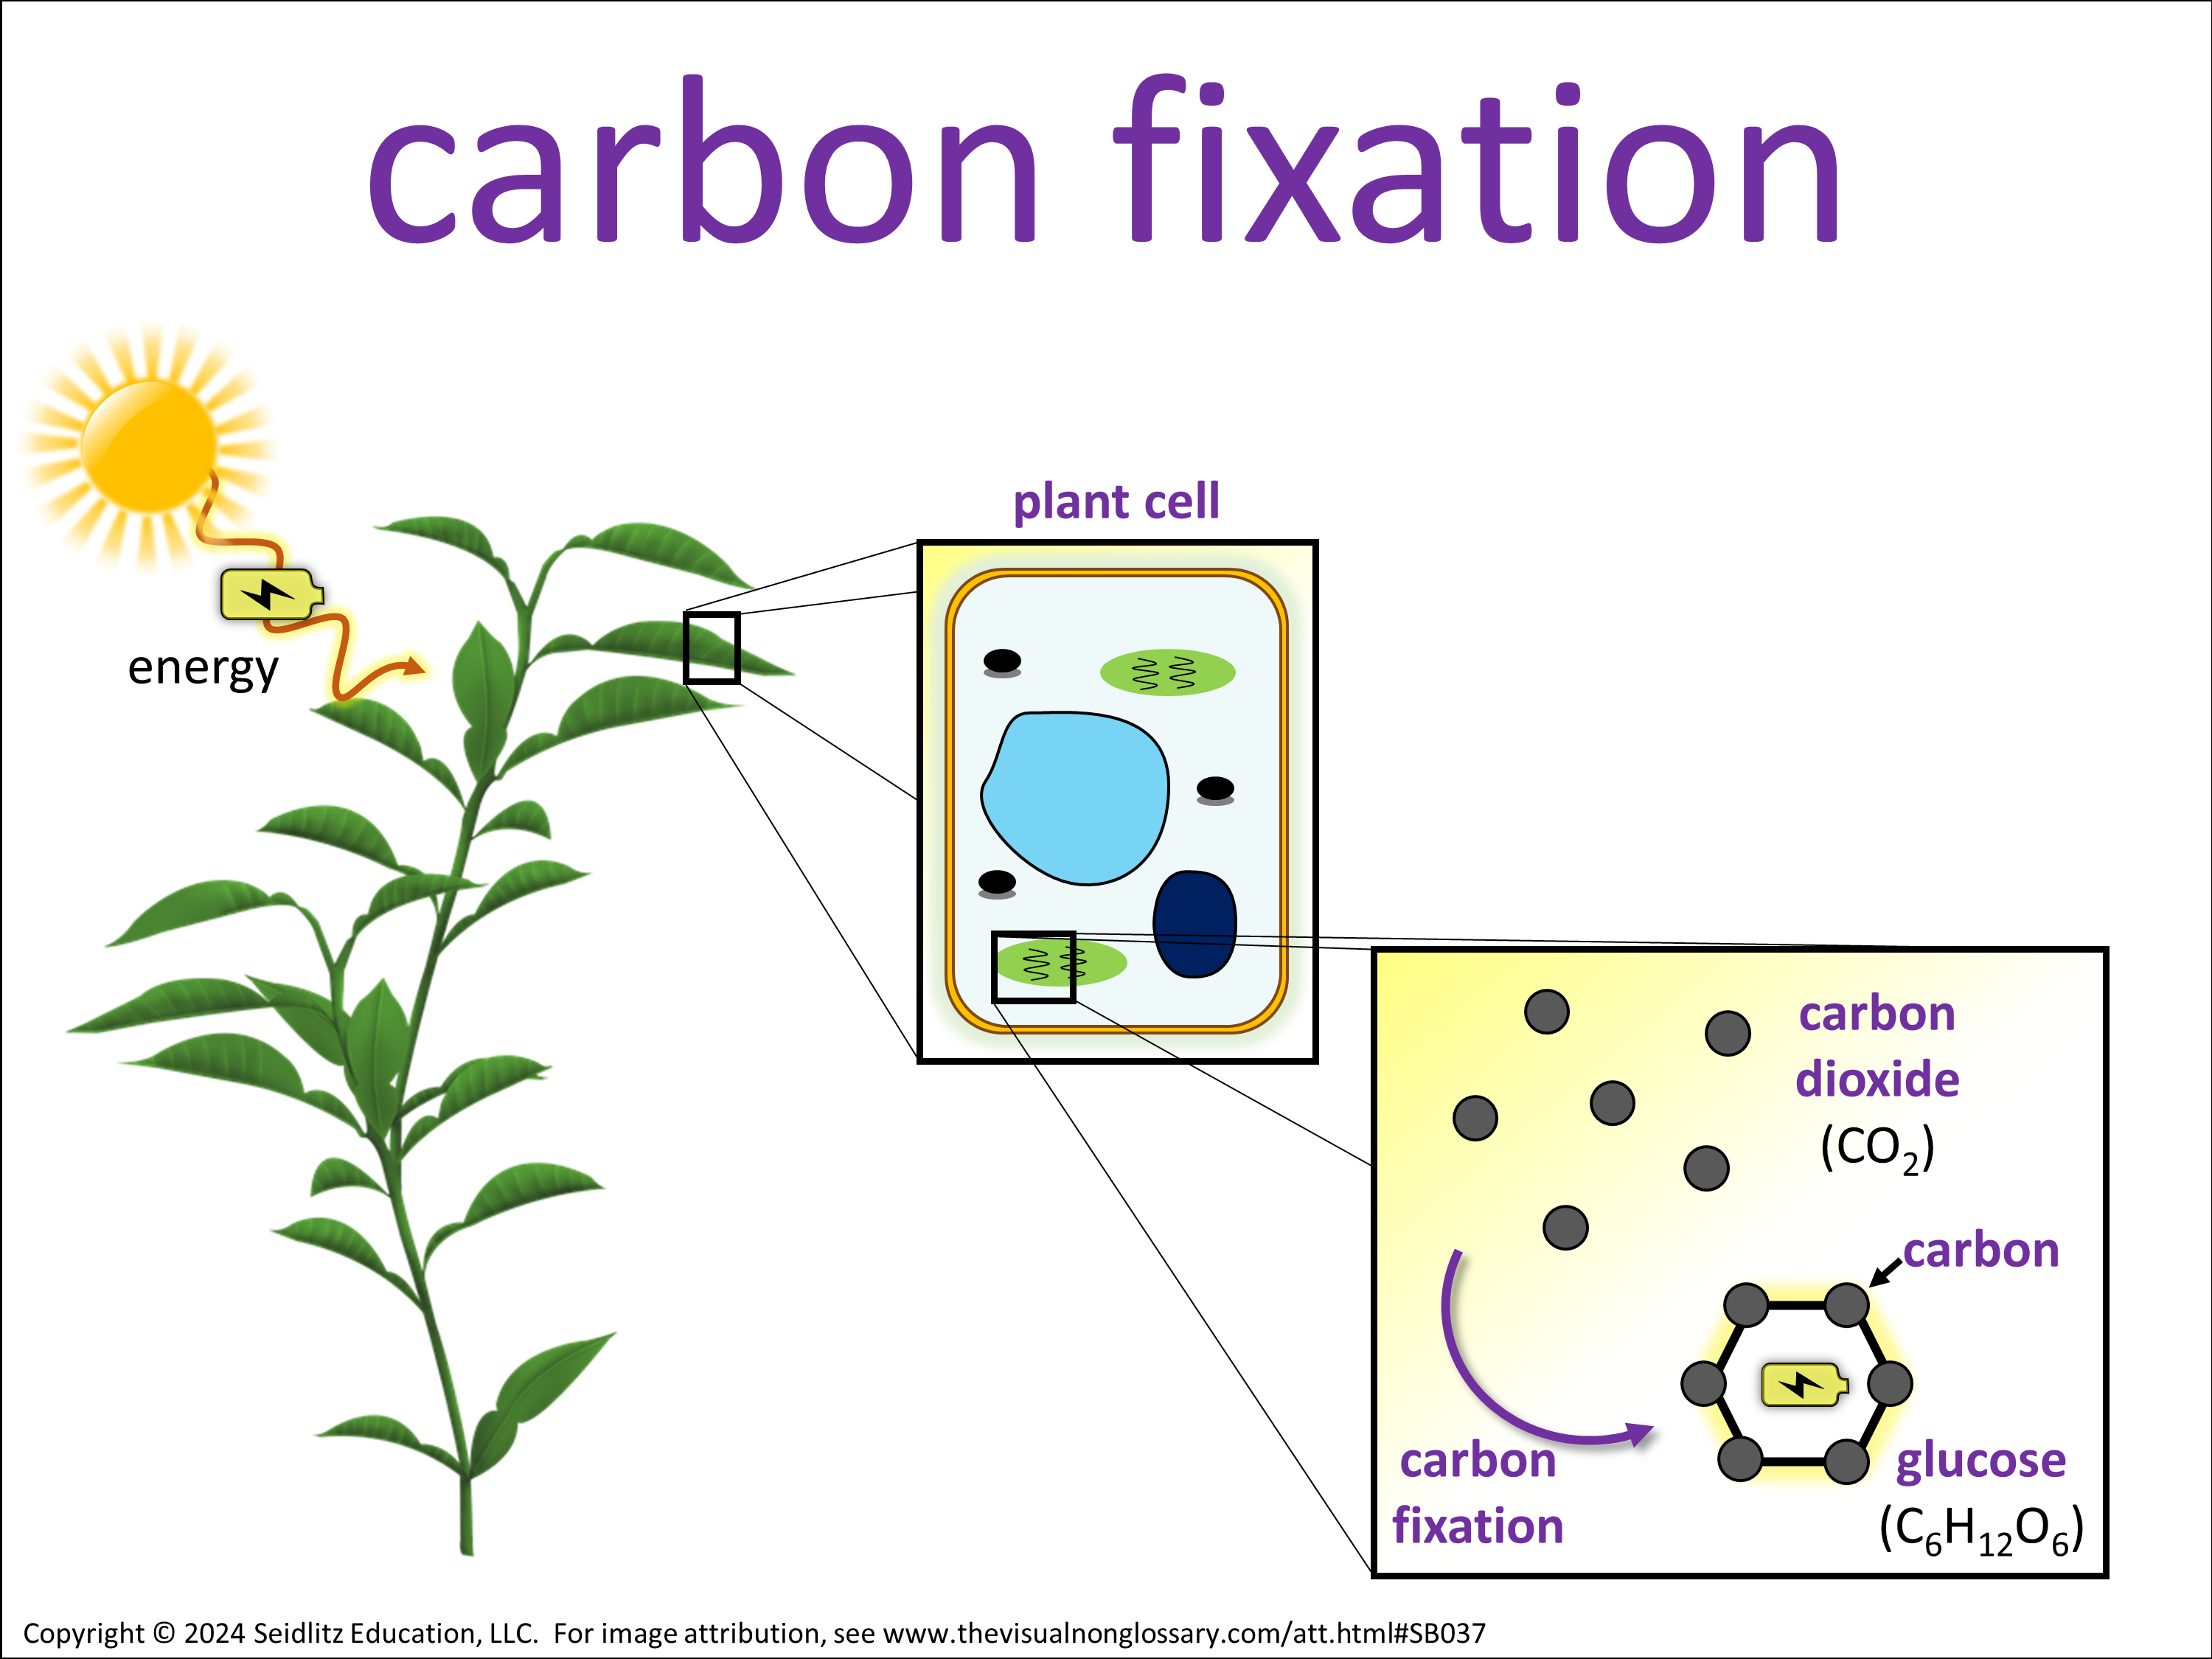 carbon fixation
energy
plant cell
carbon
dioxide
(CO₂)
carbon
carbon
fixation
glucose
(C₆H₁₂O₆)
Copyright © 2024 Seidlitz Education, LLC.  For image attribution, see www.thevisualnonglossary.com/att.html#SB037